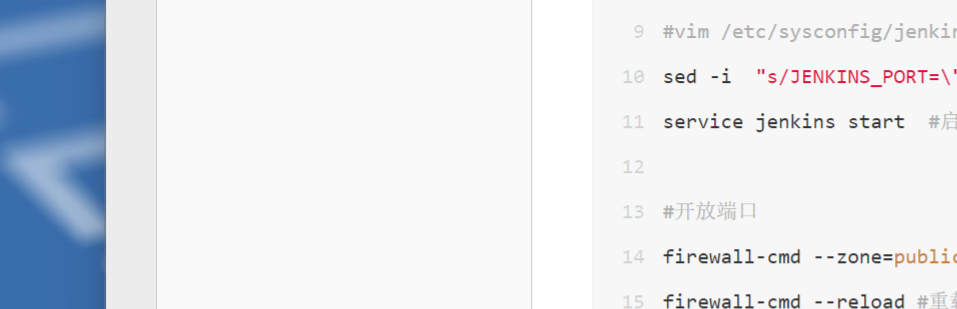 9 #vim /etc/sysconfig/jenkin
10 sed -i "s/JENKINS_PORT=\"
11 service jenkins start #启
12
13 #开放端口
14 firewall-cmd --zone=public
15 firewall-cmd --reload #重载